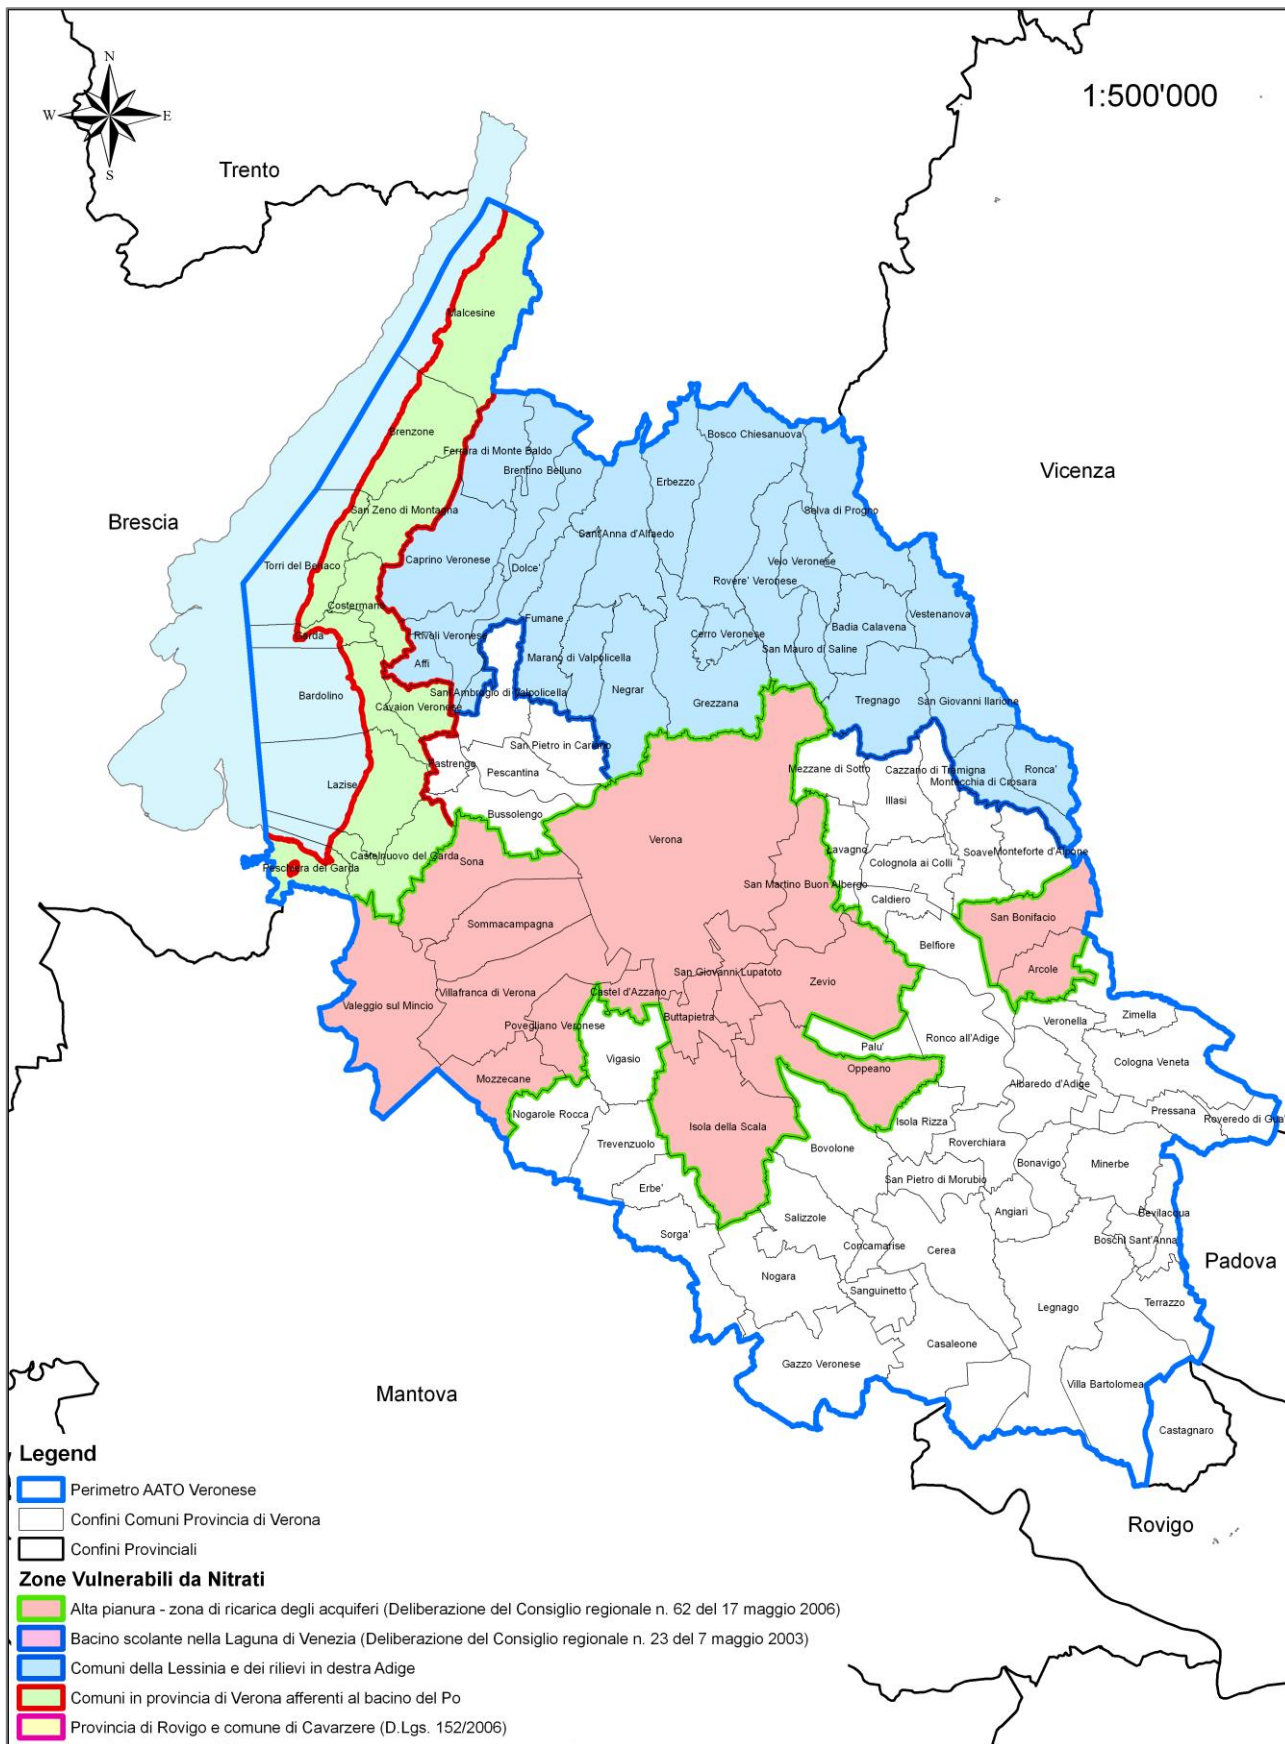 N
W
E
S
1:500'000
Trento
Vicenza
Brescia
Malcesine
Brenzone
Bosco Chiesanuova
Ferrara di Monte Baldo
Brentino Belluno
Erbezzo
San Zeno di Montagna
Selva di Progno
Sant'Anna d'Alfaedo
Caprino Veronese
Torri del Benaco
Dolce'
Velo Veronese
Rovere' Veronese
Costermano
Vestenanova
Fumane
Badia Calavena
Garda
Rivoli Veronese
Cerro Veronese
San Mauro di Saline
Affi
Marano di Valpolicella
Bardolino
San Ambrogio di Valpolicella
Negrar
Grezzana
Tregnago
San Giovanni Ilarione
Cavaion Veronese
San Pietro in Cariano
Pastrengo
Pescantina
Mezzane di Sotto
Cazzano di Tramigna
Ronca'
Lazise
Montecchia di Crosara
Illasi
Bussolengo
Verona
Lavagno
Castelnuovo del Garda
Sona
Colognola ai Colli
Soave
Monteforte d'Alpone
Peschiera del Garda
San Martino Buon Albergo
Caldiero
San Bonifacio
Sommacampagna
Belfiore
Arcole
San Giovanni Lupatoto
Zevio
Villafranca di Verona
Castel d'Azzano
Valeggio sul Mincio
Buttapietra
Zimella
Veronella
Povegliano Veronese
Ronco all'Adige
Palu'
Vigasio
Cologna Veneta
Oppeano
Mozzecane
Albaredo d'Adige
Pressana
Nogarole Rocca
Isola Rizza
Roveredo di Gua'
Isola della Scala
Trevenzuolo
Bovolone
Roverchiara
Bonavigo
Minerbe
San Pietro di Morubio
Erbe'
Angiari
Bevilacqua
Salizzole
Sorga'
Boschi Sant'Anna
Concamarise
Cerea
Padova
Nogara
Sanguinetto
Legnago
Terrazzo
Casaleone
Gazzo Veronese
Villa Bartolomea
Mantova
Castagnaro
Rovigo
Legend
Perimetro AATO Veronese
Confini Comuni Provincia di Verona
Confini Provinciali
Zone Vulnerabili da Nitrati
Alta pianura - zona di ricarica degli acquiferi (Deliberazione del Consiglio regionale n. 62 del 17 maggio 2006)
Bacino scolante nella Laguna di Venezia (Deliberazione del Consiglio regionale n. 23 del 7 maggio 2003)
Comuni della Lessinia e dei rilievi in destra Adige
Comuni in provincia di Verona afferenti al bacino del Po
Provincia di Rovigo e comune di Cavarzere (D.Lgs. 152/2006)